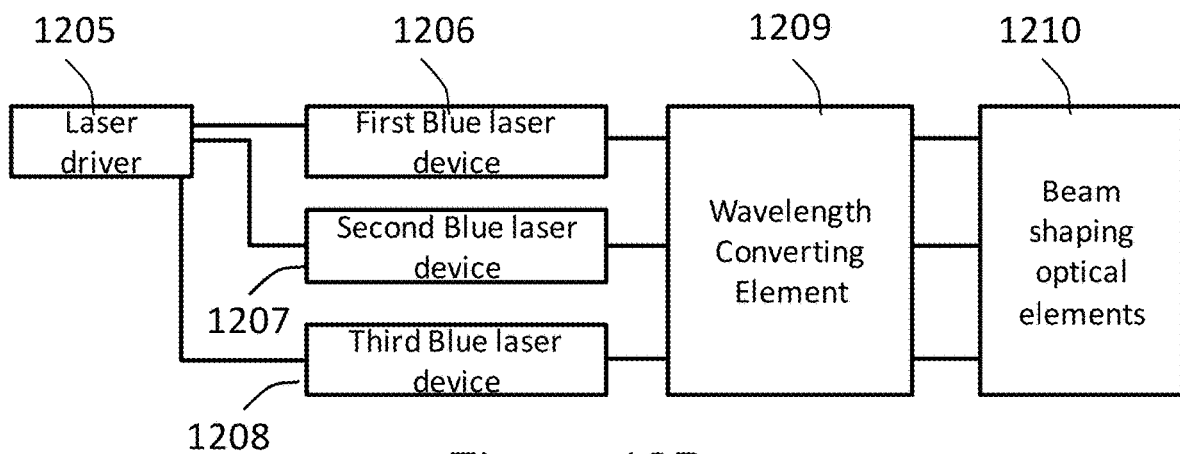 1205
1206
1209
1210
Laser
driver
First Blue laser
device
Second Blue laser
device
1207
Third Blue laser
device
1208
Wavelength
Converting
Element
Beam
shaping
optical
elements